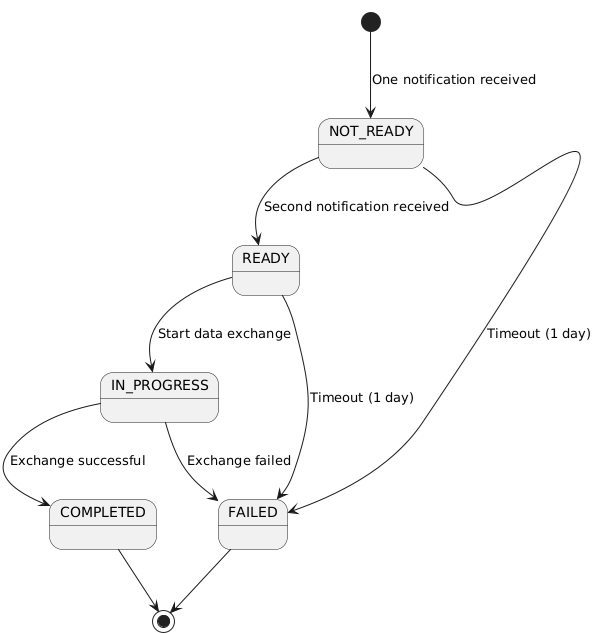 One notification received
NOT_READY
Second notification received
READY
Start data exchange
Timeout (1 day)
IN_PROGRESS
Timeout (1 day)
Exchange successful
Exchange failed
COMPLETED
FAILED